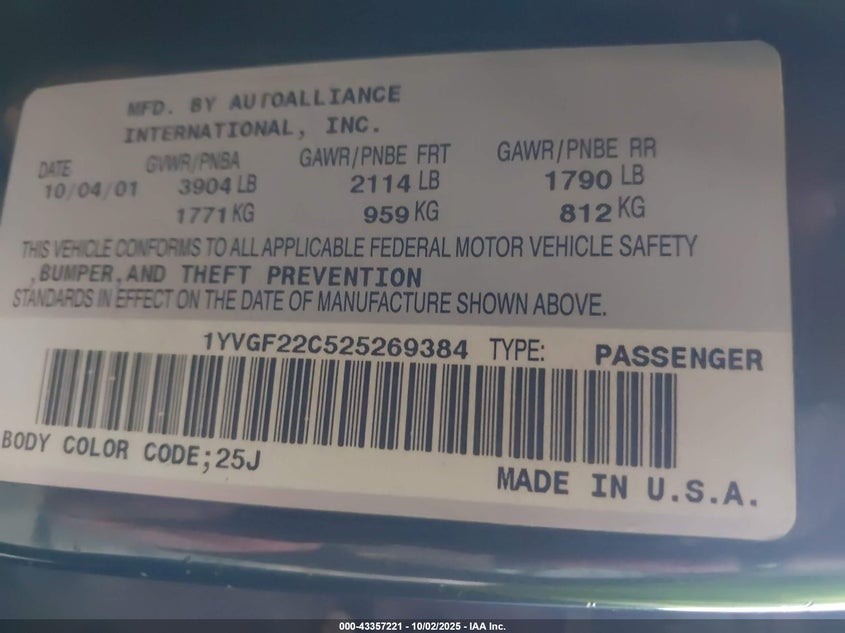 MFD. BY AUTOALLIANCE
INTERNATIONAL, INC.
DATE GVWR/PNBA GAWR/PNBE FRT GAWR/PNBE RR
10/04/01 3904 LB 2114 LB 1790 LB
1771 KG 959 KG 812 KG
THIS VEHICLE CONFORMS TO ALL APPLICABLE FEDERAL MOTOR VEHICLE SAFETY
,BUMPER,AND THEFT PREVENTION
STANDARDS IN EFFECT ON THE DATE OF MANUFACTURE SHOWN ABOVE.
1YVGF22C525269384 TYPE: PASSENGER
BODY COLOR CODE;25J
MADE IN U.S.A.
000-43357221 - 10/02/2025 - IAA Inc.